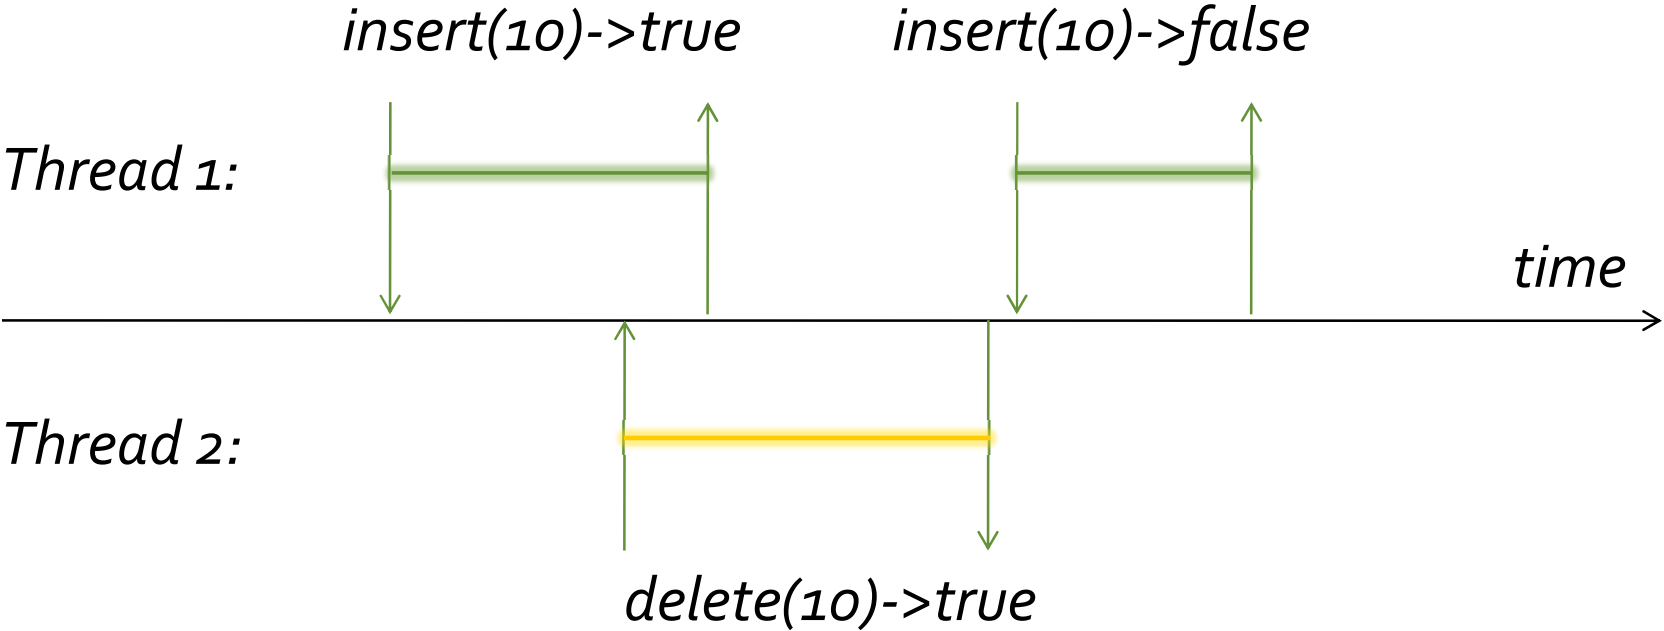 insert(10)->true
insert(10)->false
Thread 1:
time
Thread 2:
delete(10)->true